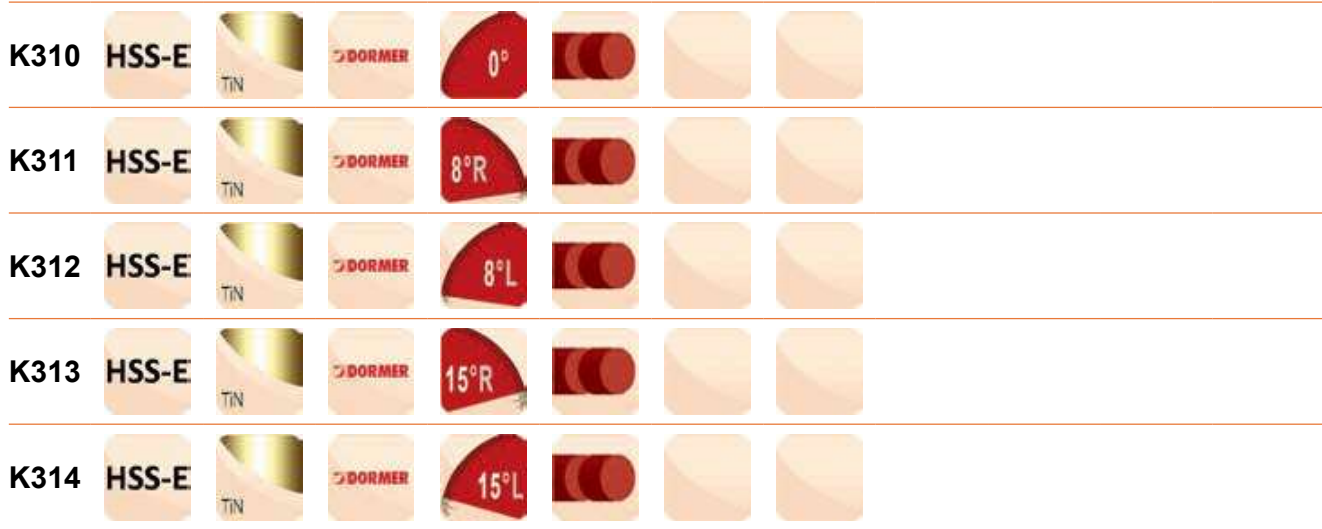 K310 HSS-E TiN DORMER 0°
K311 HSS-E TiN DORMER 8°R
K312 HSS-E TiN DORMER 8°L
K313 HSS-E TiN DORMER 15°R
K314 HSS-E TiN DORMER 15°L